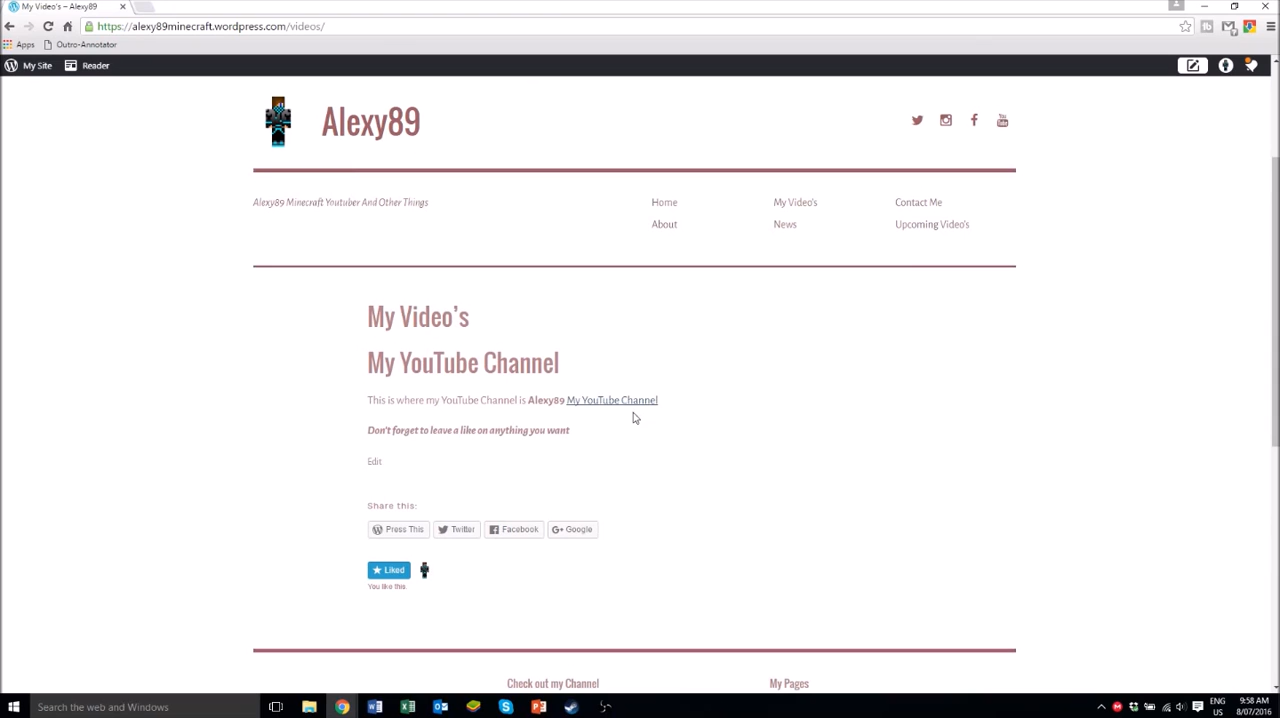 My Video's – Alexy89
https://alexy89minecraft.wordpress.com/videos/
Apps Outro-Annotator
My Site Reader
Alexy89
Alexy89 Minecraft Youtuber And Other Things
Home My Video's Contact Me
About News Upcoming Video's
My Video's
My YouTube Channel
This is where my YouTube Channel is Alexy89 My YouTube Channel
Don't forget to leave a like on anything you want
Edit
Share this:
Press This Twitter Facebook Google
Liked
You like this.
Check out my Channel My Pages
Search the web and Windows
ENG 9:58 AM
US 8/07/2016